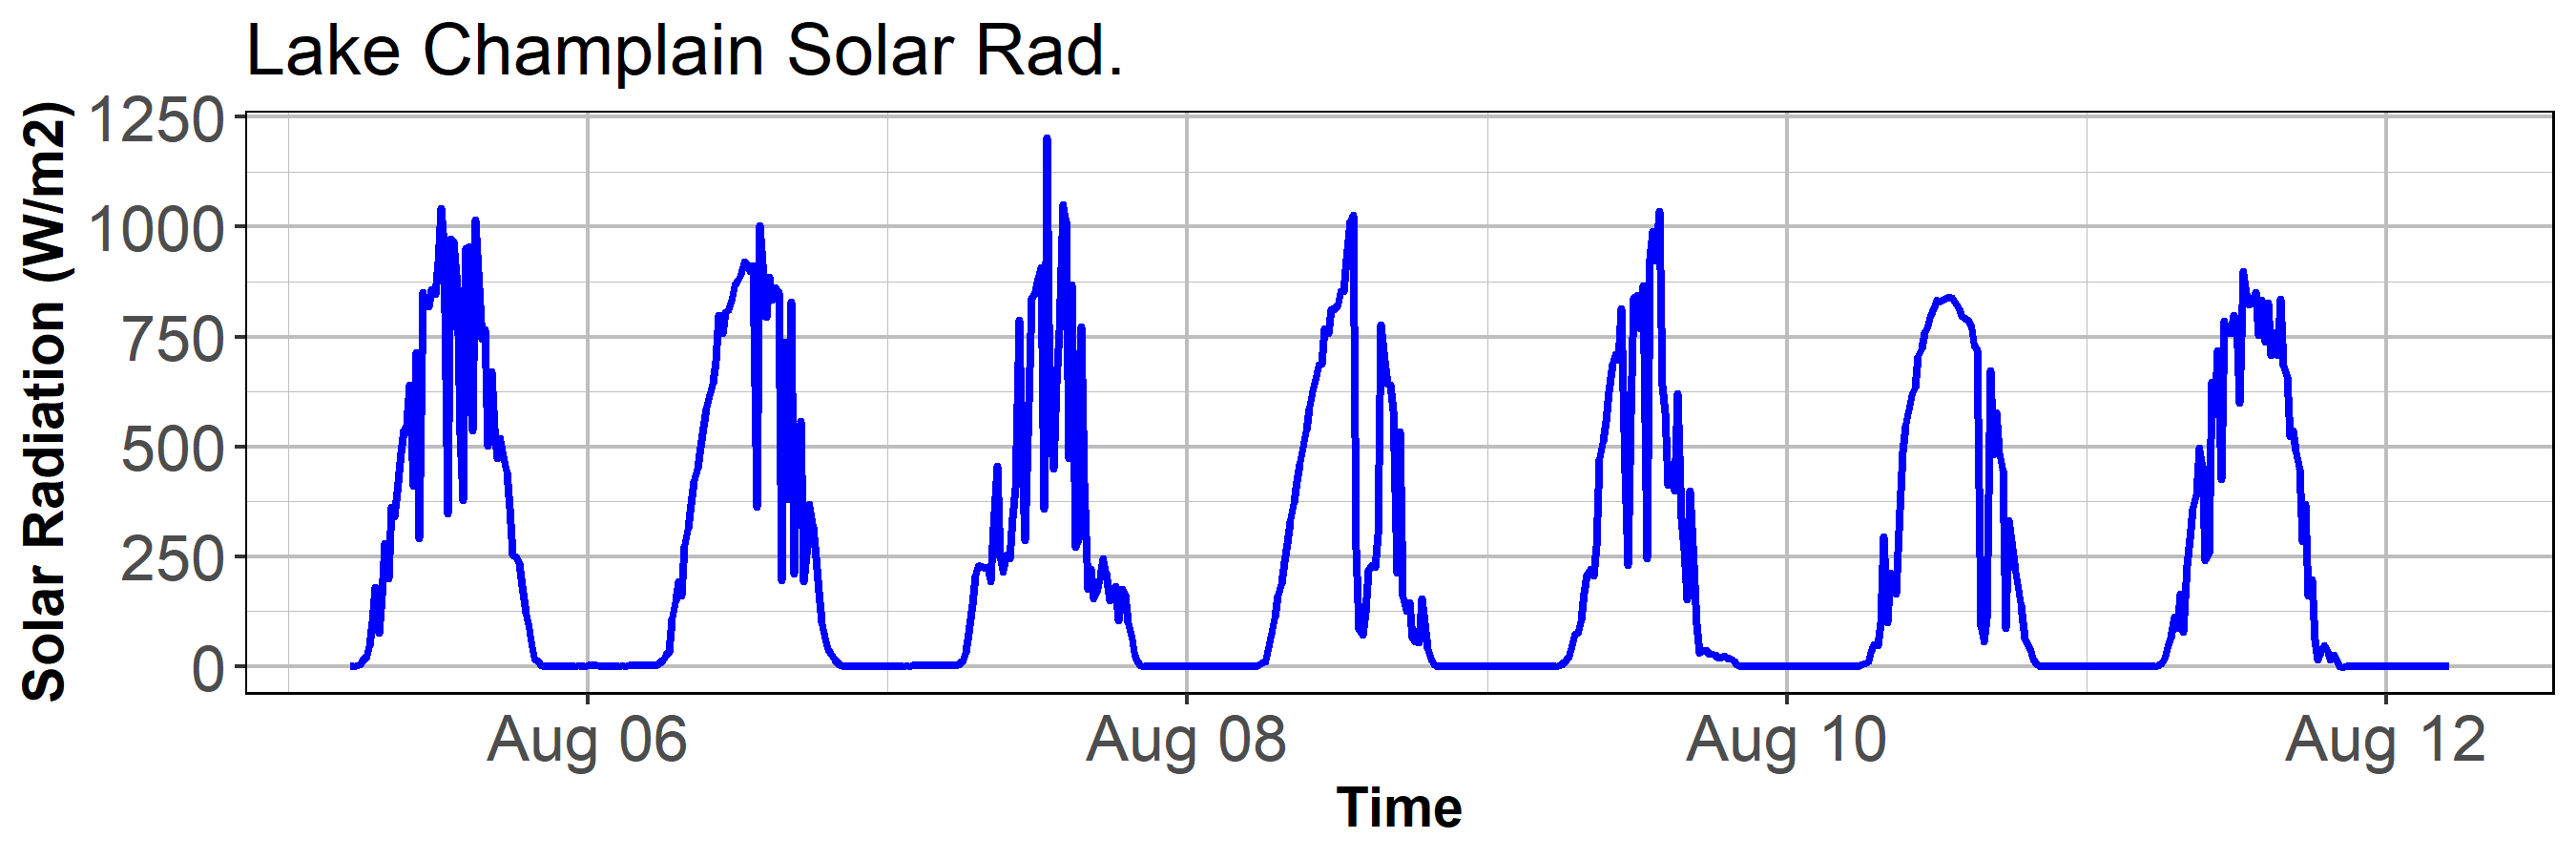 Lake Champlain Solar Rad.
Solar Radiation (W/m2)
1250
1000
750
500
250
0
Aug 06 Aug 08 Aug 10 Aug 12
Time